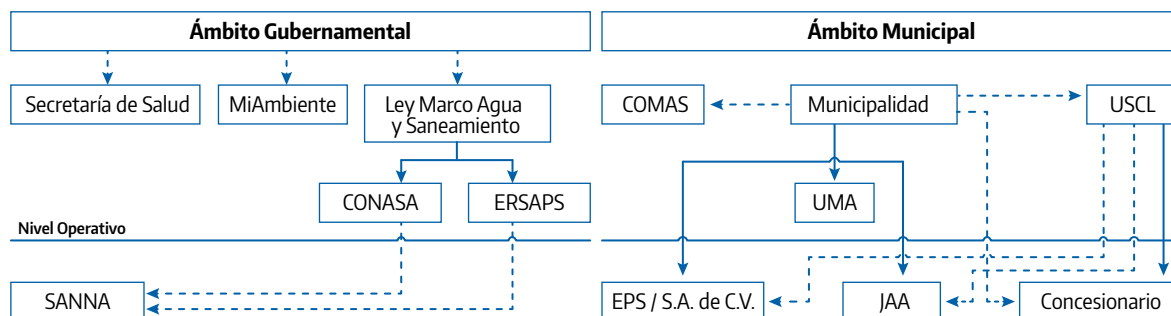 Ámbito Gubernamental
Ámbito Municipal
Secretaría de Salud
MiAmbiente
Ley Marco Agua
y Saneamiento
COMAS
Municipalidad
USCL
CONASA
ERSAPS
UMA
Nivel Operativo
SANNA
EPS / S.A. de C.V.
JAA
Concesionario